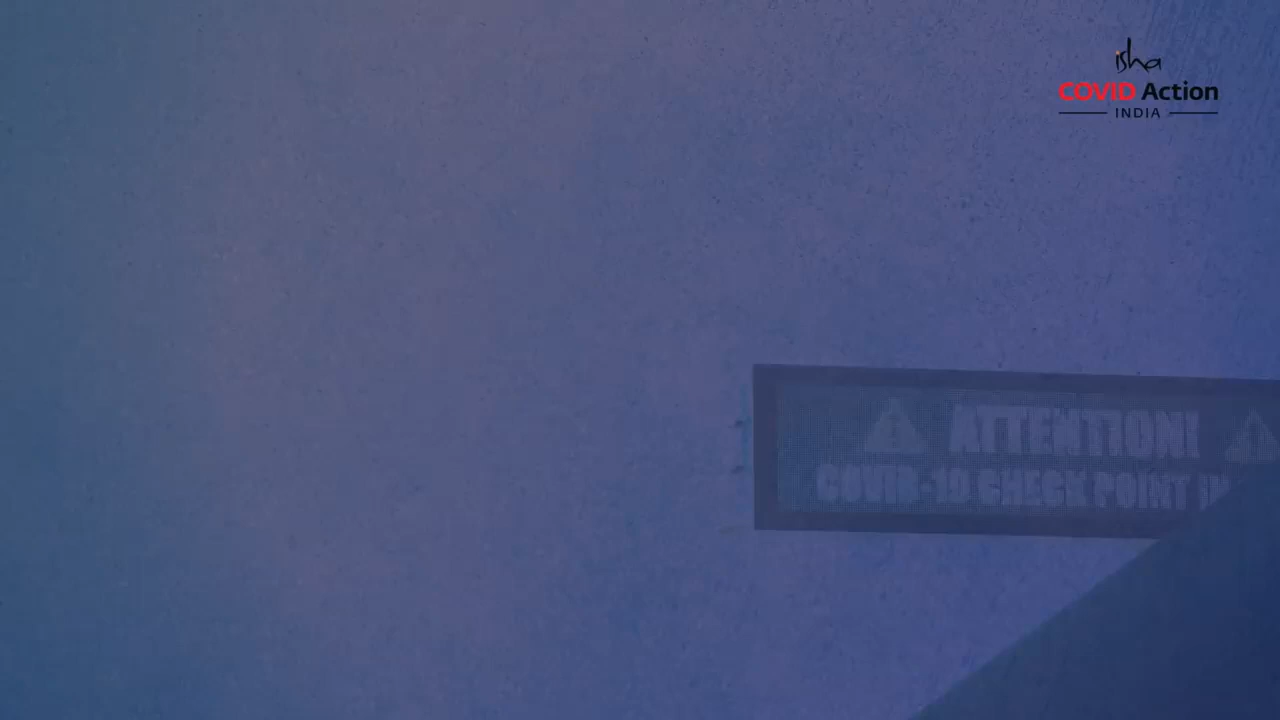 isha
COVID Action
INDIA
ATTENTION!
COVID-19 CHECK POINT